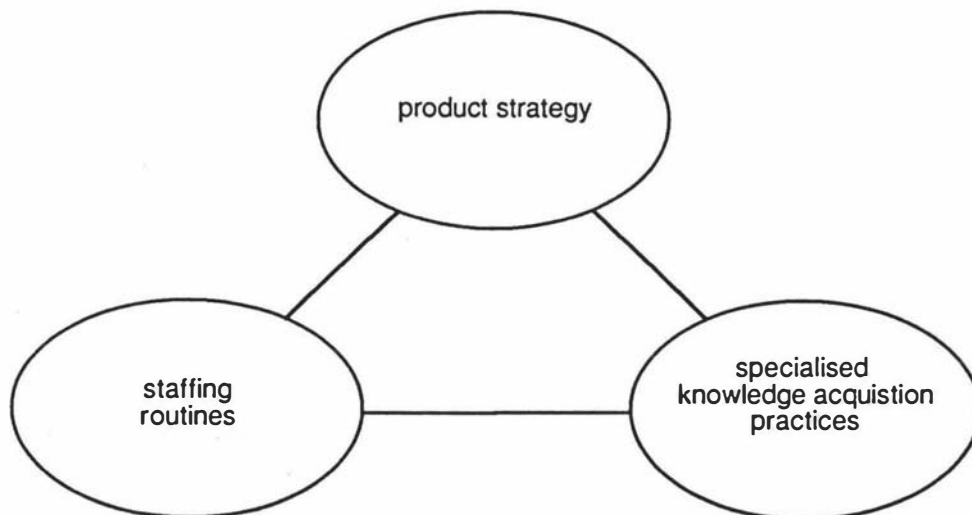 product strategy
staffing
routines
specialised
knowledge acquistion
practices